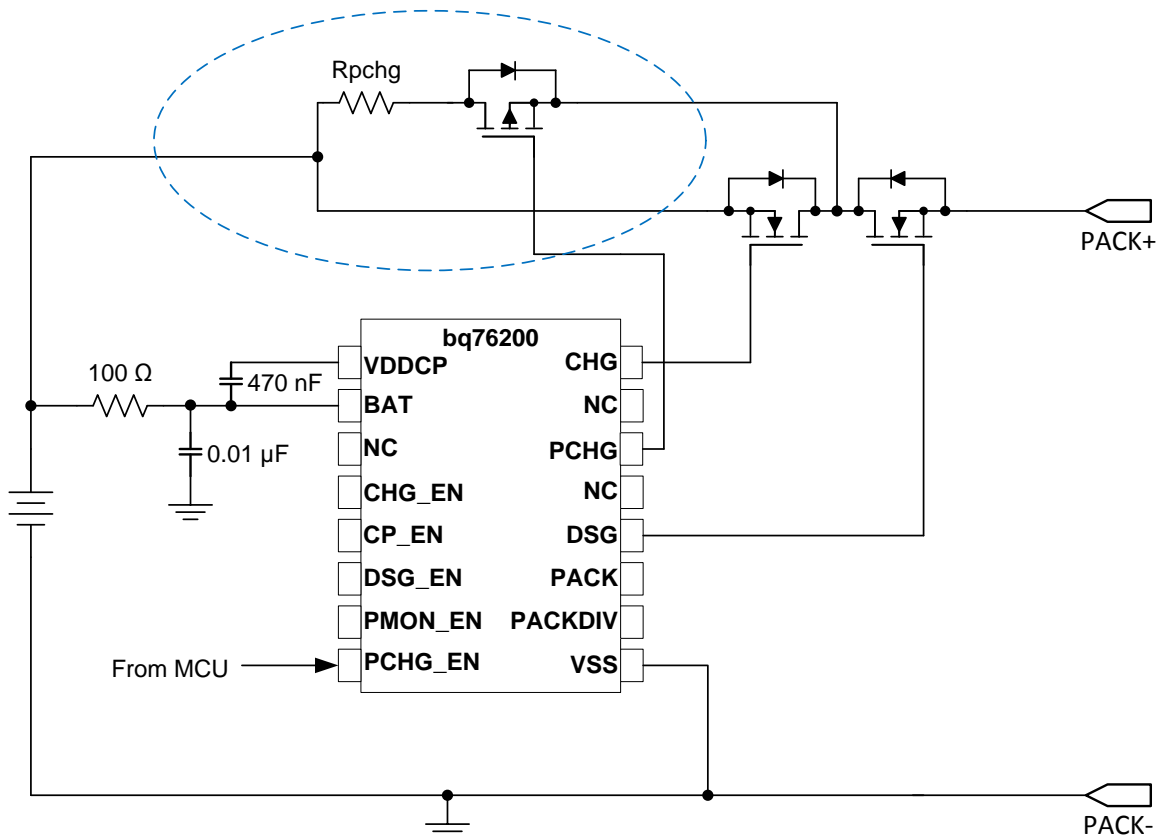 Rpchg
PACK+
bq76200
VDDCP
CHG
100 Ω
470 nF
BAT
NC
0.01 µF
NC
PCHG
CHG_EN
NC
CP_EN
DSG
DSG_EN
PACK
PMON_EN
PACKDIV
From MCU
PCHG_EN
VSS
PACK-